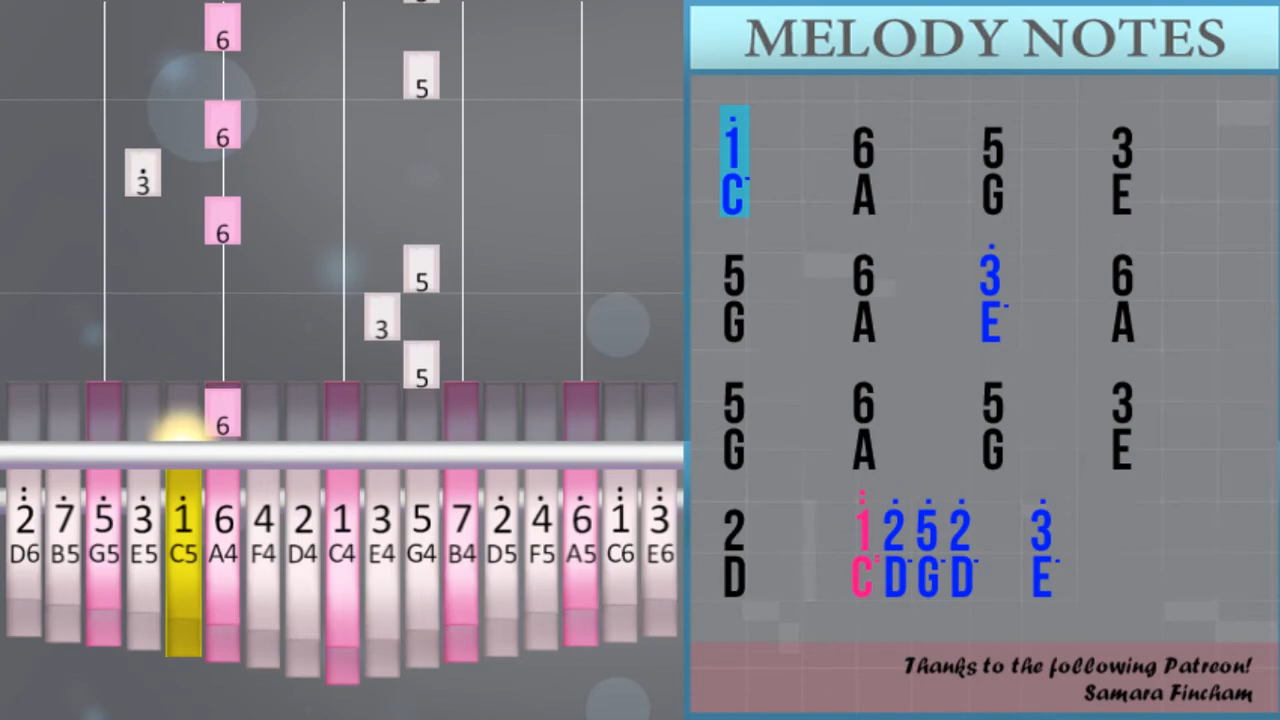 6
5
6
3̇
6
5
3
5
6
2̈ 7̇ 5̇ 3̇ 1̇ 6 4 2 1 3 5 7 2̇ 4̇ 6̇ 1̈ 3̈
D6 B5 G5 E5 C5 A4 F4 D4 C4 E4 G4 B4 D5 F5 A5 C6 E6
MELODY NOTES
1̇ 6 5 3
C˙ A G E
5 6 3̇ 6
G A E˙ A
5 6 5 3
G A G E
2 1̈ 2̇ 5̇ 2̇ 3̇
D C¨ D˙ G˙ D˙ E˙
Thanks to the following Patreon!
Samara Fincham